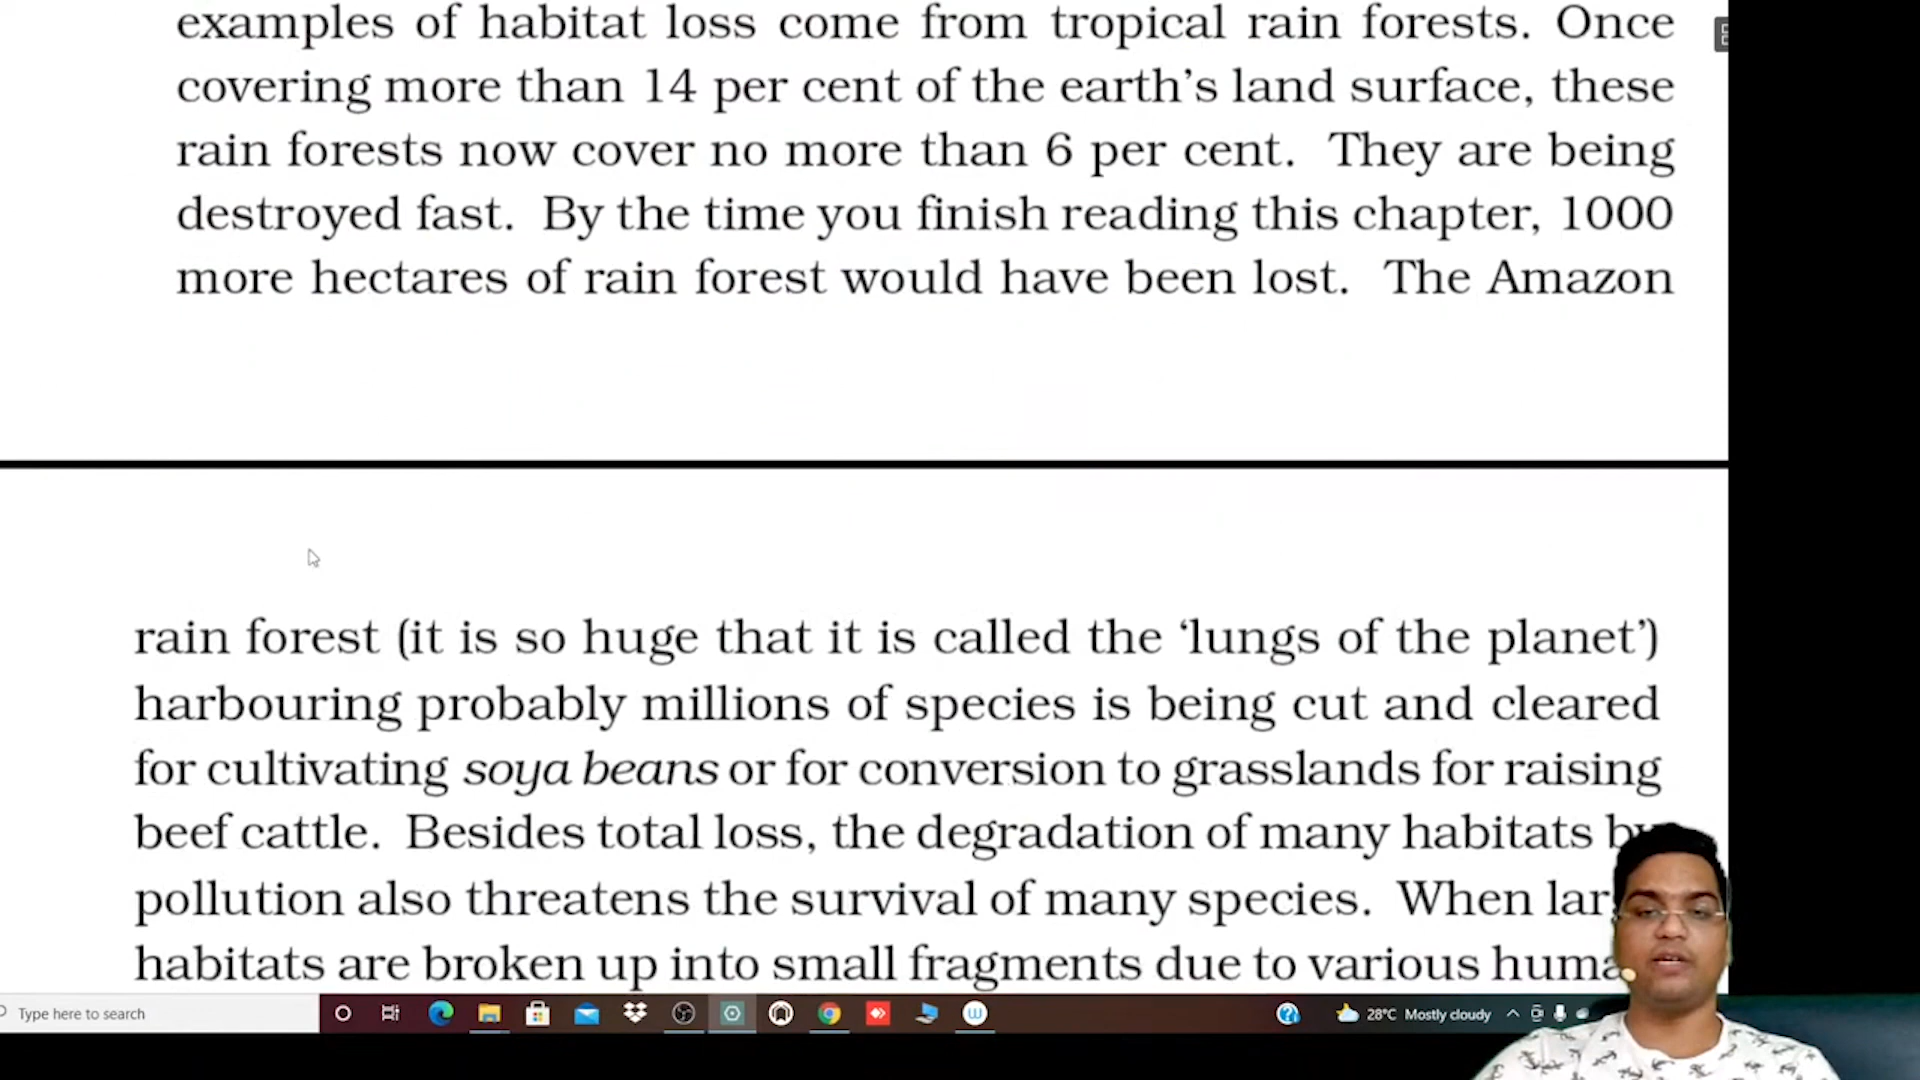 examples of habitat loss come from tropical rain forests. Once
covering more than 14 per cent of the earth’s land surface, these
rain forests now cover no more than 6 per cent. They are being
destroyed fast. By the time you finish reading this chapter, 1000
more hectares of rain forest would have been lost. The Amazon
rain forest (it is so huge that it is called the ‘lungs of the planet’)
harbouring probably millions of species is being cut and cleared
for cultivating soya beans or for conversion to grasslands for raising
beef cattle. Besides total loss, the degradation of many habitats by
pollution also threatens the survival of many species. When
habitats are broken up into small fragments due to various
Type here to search
28°C Mostly cloudy